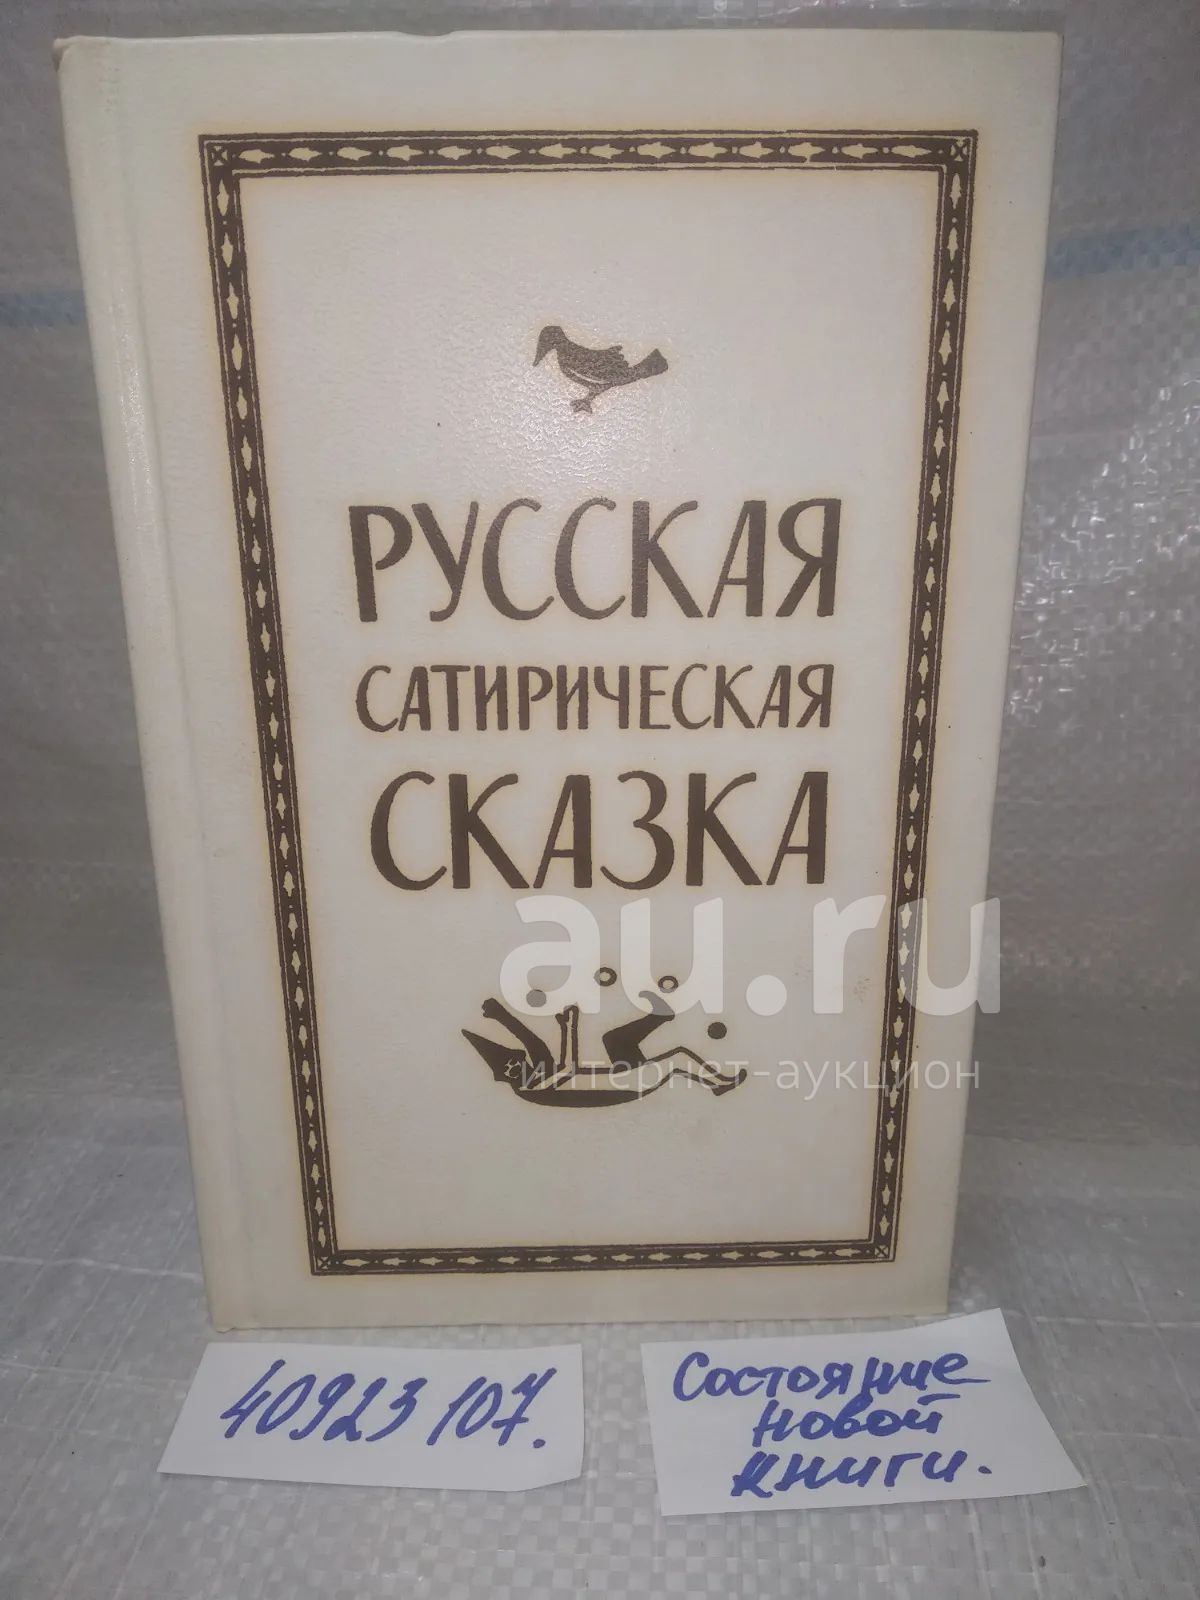 РУССКАЯ
САТИРИЧЕСКАЯ
СКАЗКА
au.ru
интернет-аукцион
40923107.
Состояние
новой
книги.